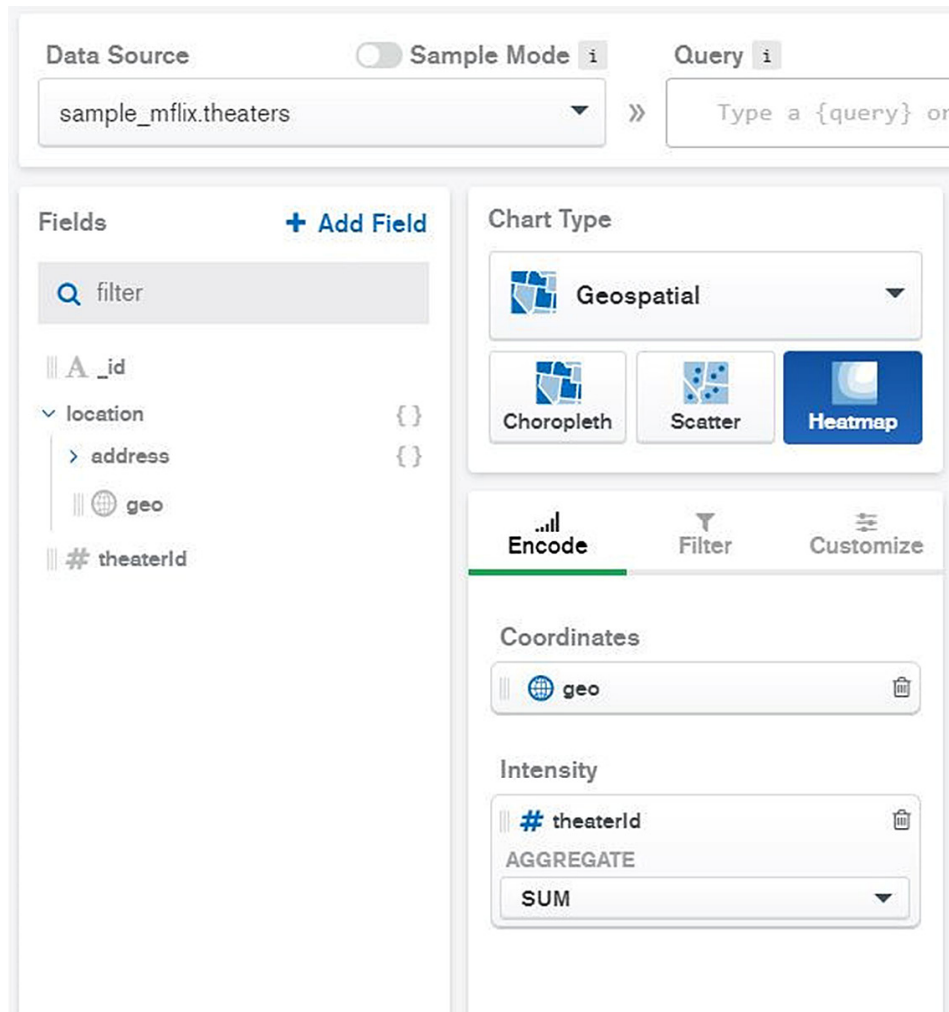 Data Source
Sample Mode i
Query i
sample_mflix.theaters
»
Type a {query} or
Fields
+ Add Field
filter
A _id
location { }
address { }
geo
# theaterId
Chart Type
Geospatial
Choropleth
Scatter
Heatmap
Encode
Filter
Customize
Coordinates
geo
Intensity
# theaterId
AGGREGATE
SUM